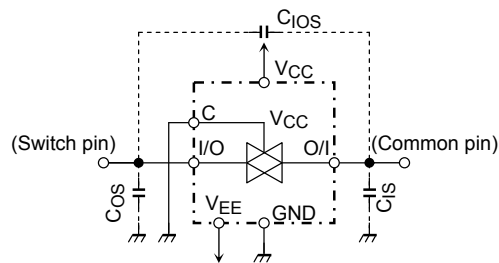 CIOS
VCC
C
VCC
(Switch pin)
I/O
O/I
(Common pin)
COS
CIS
VEE
GND